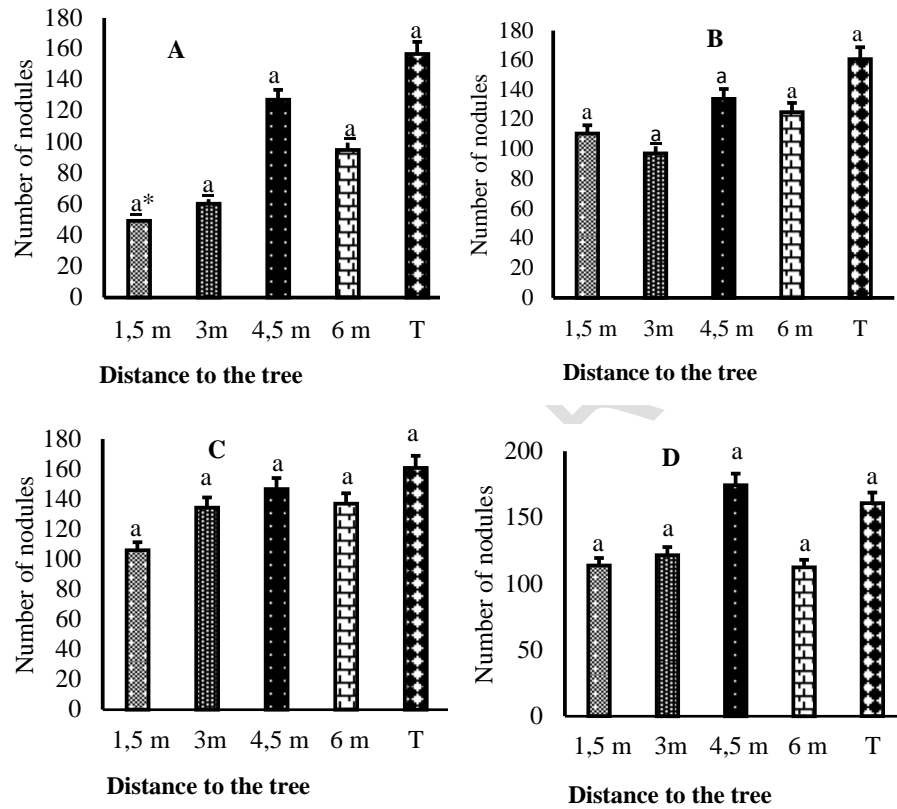 A
Number of nodules
180
160
140
120
100
80
60
40
20
0
a* a a a a
1,5 m 3m 4,5 m 6 m T
Distance to the tree
B
Number of nodules
180
160
140
120
100
80
60
40
20
0
a a a a a
1,5 m 3m 4,5 m 6 m T
Distance to the tree
C
Number of nodules
180
160
140
120
100
80
60
40
20
0
a a a a a
1,5 m 3m 4,5 m 6 m T
Distance to the tree
D
Number of nodules
200
150
100
50
0
a a a a a
1,5 m 3m 4,5 m 6 m T
Distance to the tree